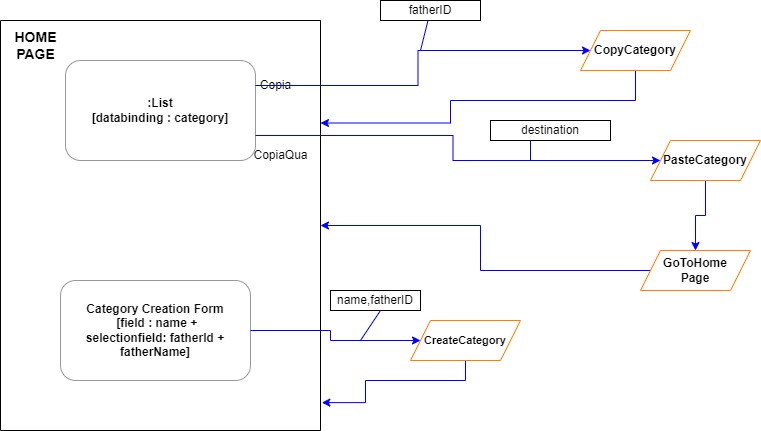 fatherID
HOME
PAGE
CopyCategory
Copia
:List
[databinding : category]
destination
CopiaQua
PasteCategory
GoToHome
Page
Category Creation Form
[field : name +
selectionfield: fatherId +
fatherName]
name,fatherID
CreateCategory